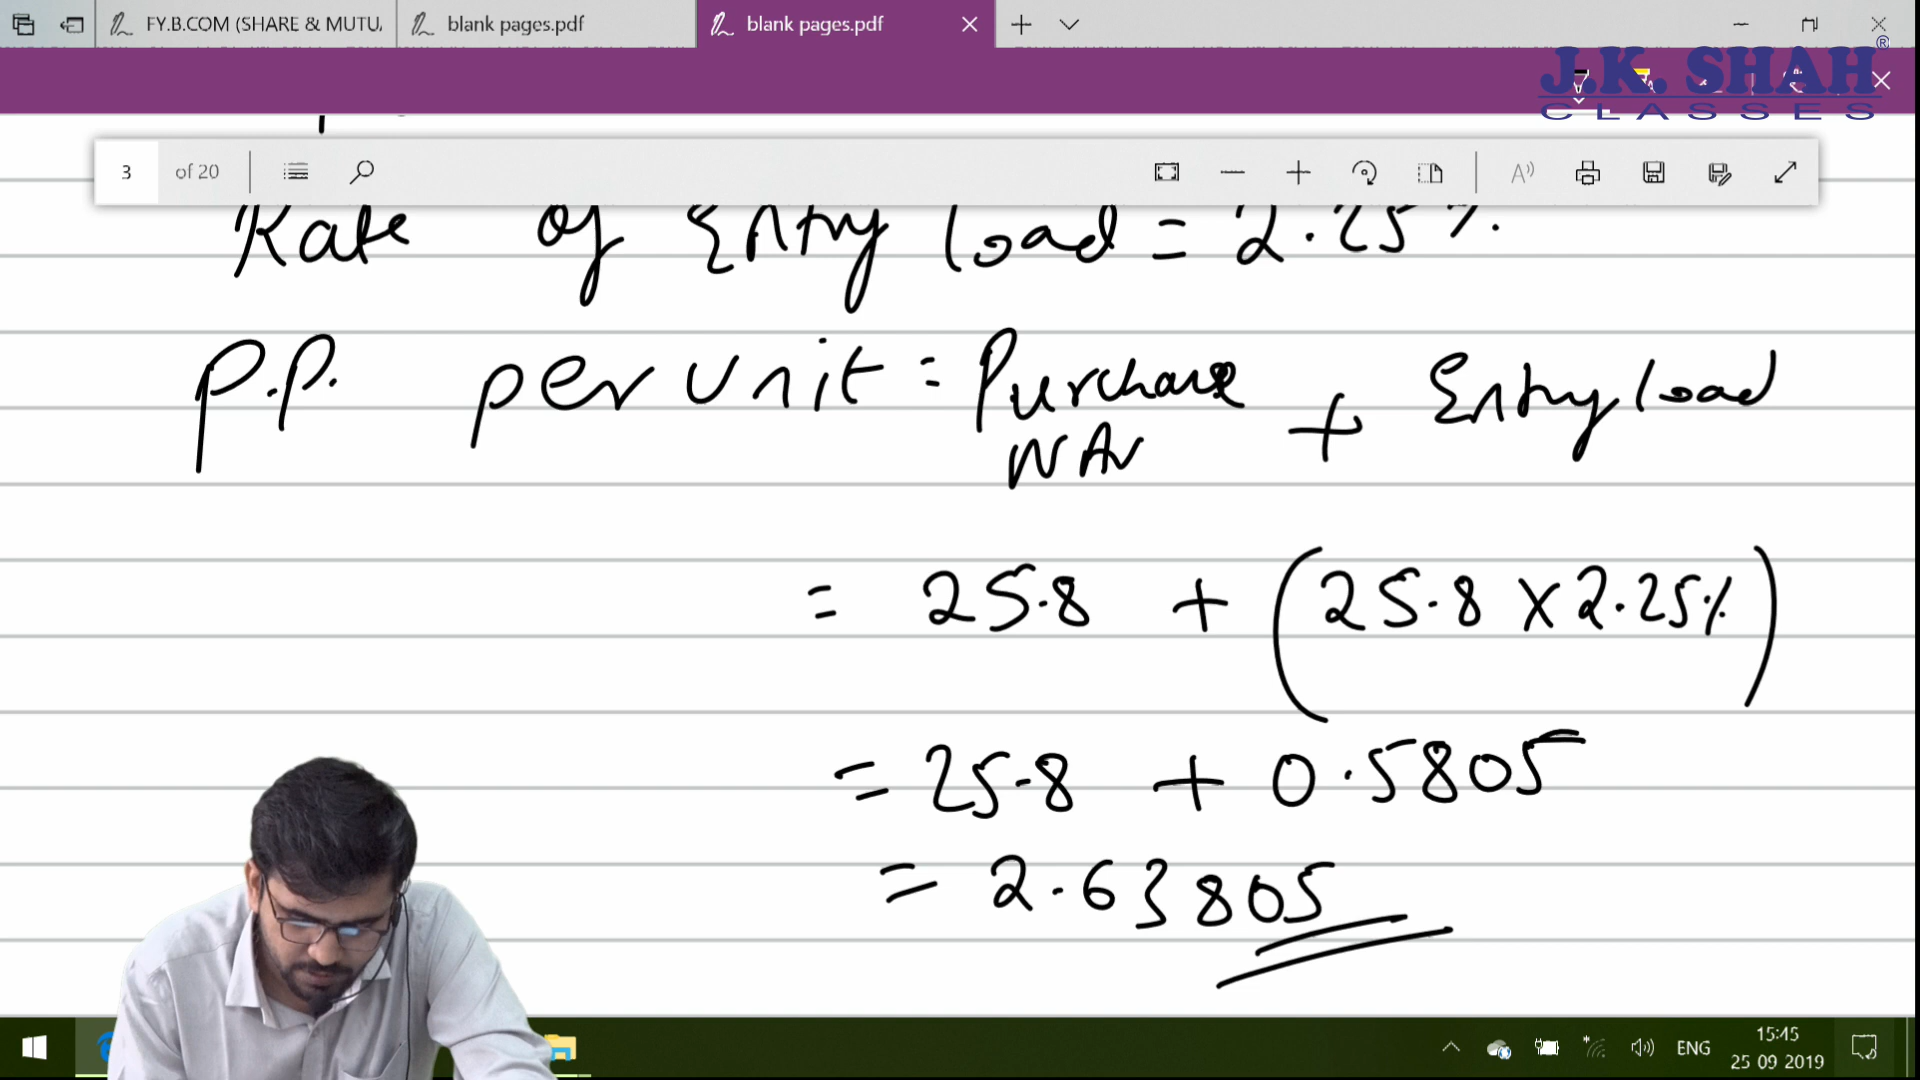 FY.B.COM (SHARE & MUTU
blank pages.pdf
blank pages.pdf
J.K. SHAH®
CLASSES
3 of 20
Rate of Entry load = 2.25%.
P.P. per unit = Purchase + Entry load
NAV
= 25.8 + (25.8 x 2.25%)
= 25.8 + 0.5805
= 2.63805
ENG
15:45
25 09 2019